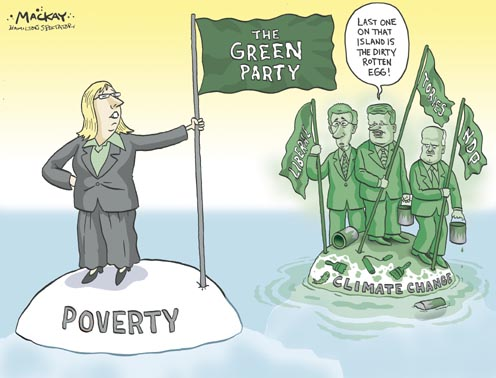 MACKAY
HAMILTON SPECTATOR
THE
GREEN
PARTY
LAST ONE
ON THAT
ISLAND IS
THE DIRTY
ROTTEN
EGG!
LIBERAL
TORIES
NDP
POVERTY
CLIMATE CHANGE